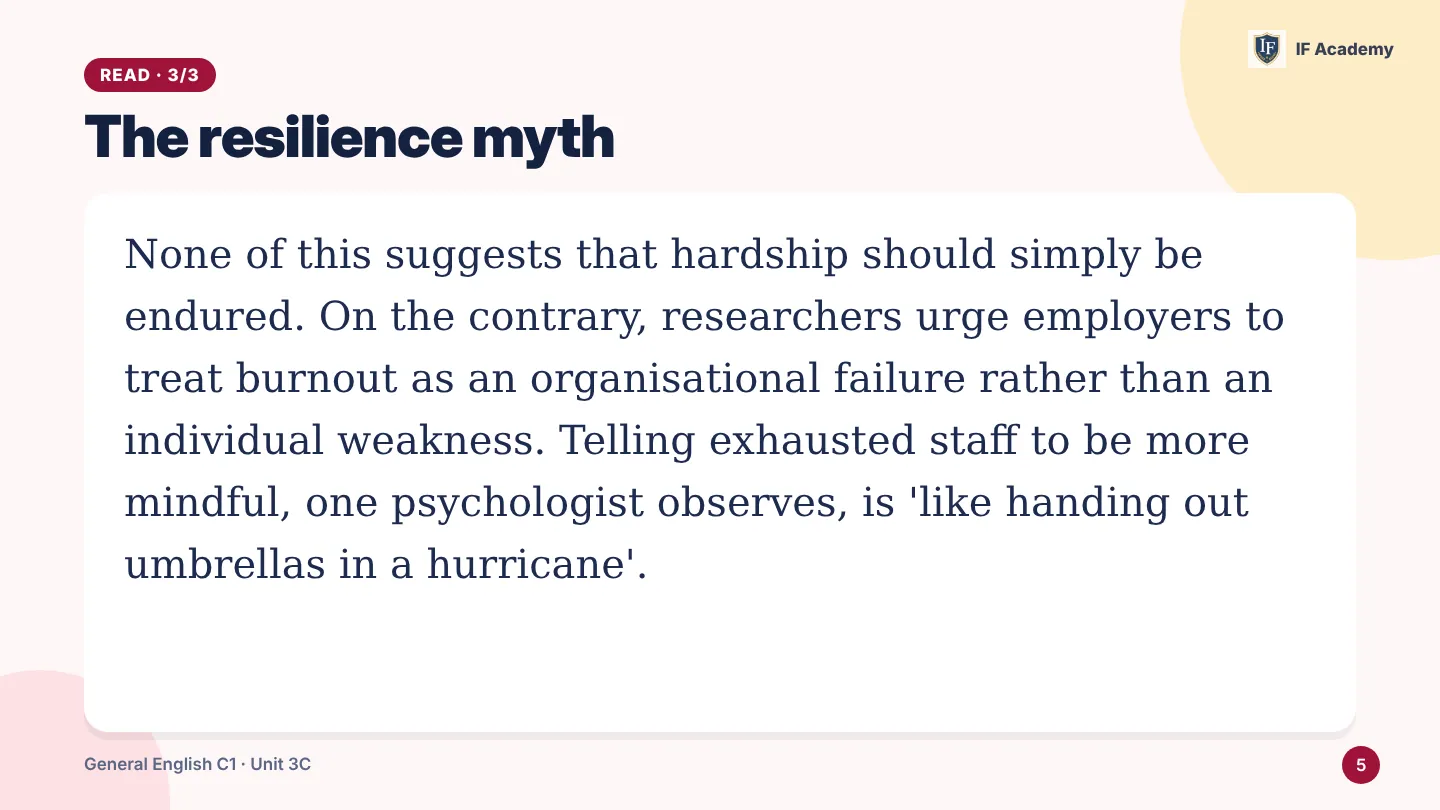 IF
IF Academy
READ · 3/3
The resilience myth
None of this suggests that hardship should simply be
endured. On the contrary, researchers urge employers to
treat burnout as an organisational failure rather than an
individual weakness. Telling exhausted staff to be more
mindful, one psychologist observes, is 'like handing out
umbrellas in a hurricane'.
General English C1 · Unit 3C
5